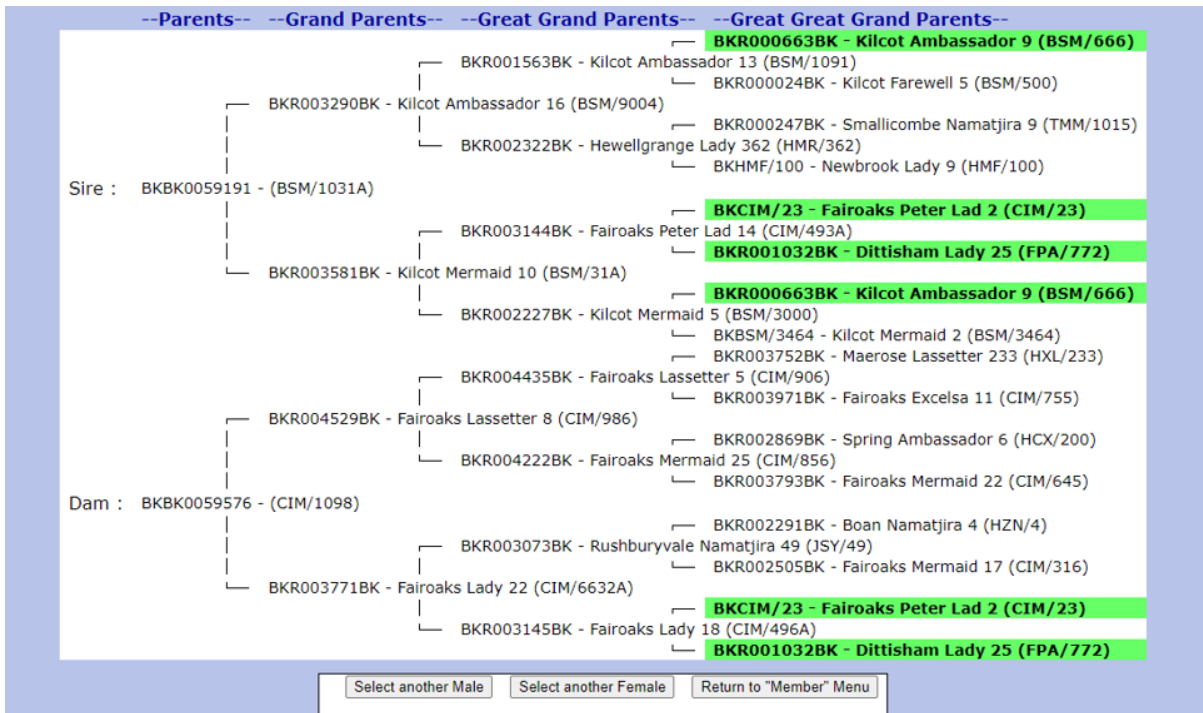 --Parents-- --Grand Parents-- --Great Grand Parents-- --Great Great Grand Parents--
BKR000663BK - Kilcot Ambassador 9 (BSM/666)
BKR001563BK - Kilcot Ambassador 13 (BSM/1091)
BKR000024BK - Kilcot Farewell 5 (BSM/500)
BKR003290BK - Kilcot Ambassador 16 (BSM/9004)
BKR000247BK - Smallicombe Namatjira 9 (TMM/1015)
BKR002322BK - Hewellgrange Lady 362 (HMR/362)
BKHMF/100 - Newbrook Lady 9 (HMF/100)
Sire : BKBK0059191 - (BSM/1031A)
BKCIM/23 - Fairoaks Peter Lad 2 (CIM/23)
BKR003144BK - Fairoaks Peter Lad 14 (CIM/493A)
BKR001032BK - Dittisham Lady 25 (FPA/772)
BKR003581BK - Kilcot Mermaid 10 (BSM/31A)
BKR000663BK - Kilcot Ambassador 9 (BSM/666)
BKR002227BK - Kilcot Mermaid 5 (BSM/3000)
BKBSM/3464 - Kilcot Mermaid 2 (BSM/3464)
BKR003752BK - Maerose Lassetter 233 (HXL/233)
BKR004435BK - Fairoaks Lassetter 5 (CIM/906)
BKR003971BK - Fairoaks Excelsa 11 (CIM/755)
BKR004529BK - Fairoaks Lassetter 8 (CIM/986)
BKR002869BK - Spring Ambassador 6 (HCX/200)
BKR004222BK - Fairoaks Mermaid 25 (CIM/856)
BKR003793BK - Fairoaks Mermaid 22 (CIM/645)
Dam : BKBK0059576 - (CIM/1098)
BKR002291BK - Boan Namatjira 4 (HZN/4)
BKR003073BK - Rushburyvale Namatjira 49 (JSY/49)
BKR002505BK - Fairoaks Mermaid 17 (CIM/316)
BKR003771BK - Fairoaks Lady 22 (CIM/6632A)
BKCIM/23 - Fairoaks Peter Lad 2 (CIM/23)
BKR003145BK - Fairoaks Lady 18 (CIM/496A)
BKR001032BK - Dittisham Lady 25 (FPA/772)
Select another Male Select another Female Return to "Member" Menu